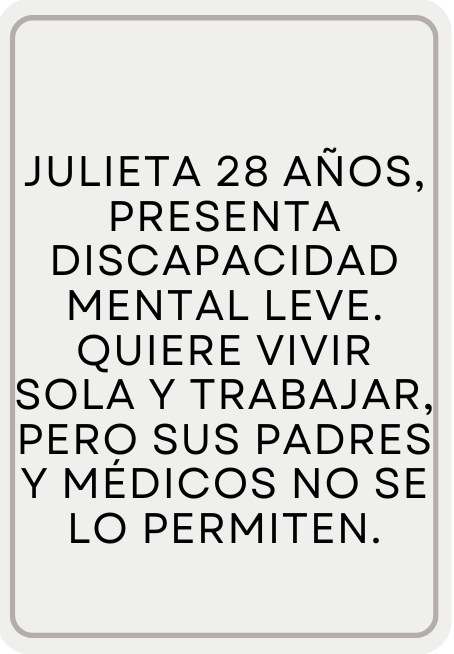 JULIETA 28 AÑOS,
PRESENTA
DISCAPACIDAD
MENTAL LEVE.
QUIERE VIVIR
SOLA Y TRABAJAR,
PERO SUS PADRES
Y MÉDICOS NO SE
LO PERMITEN.